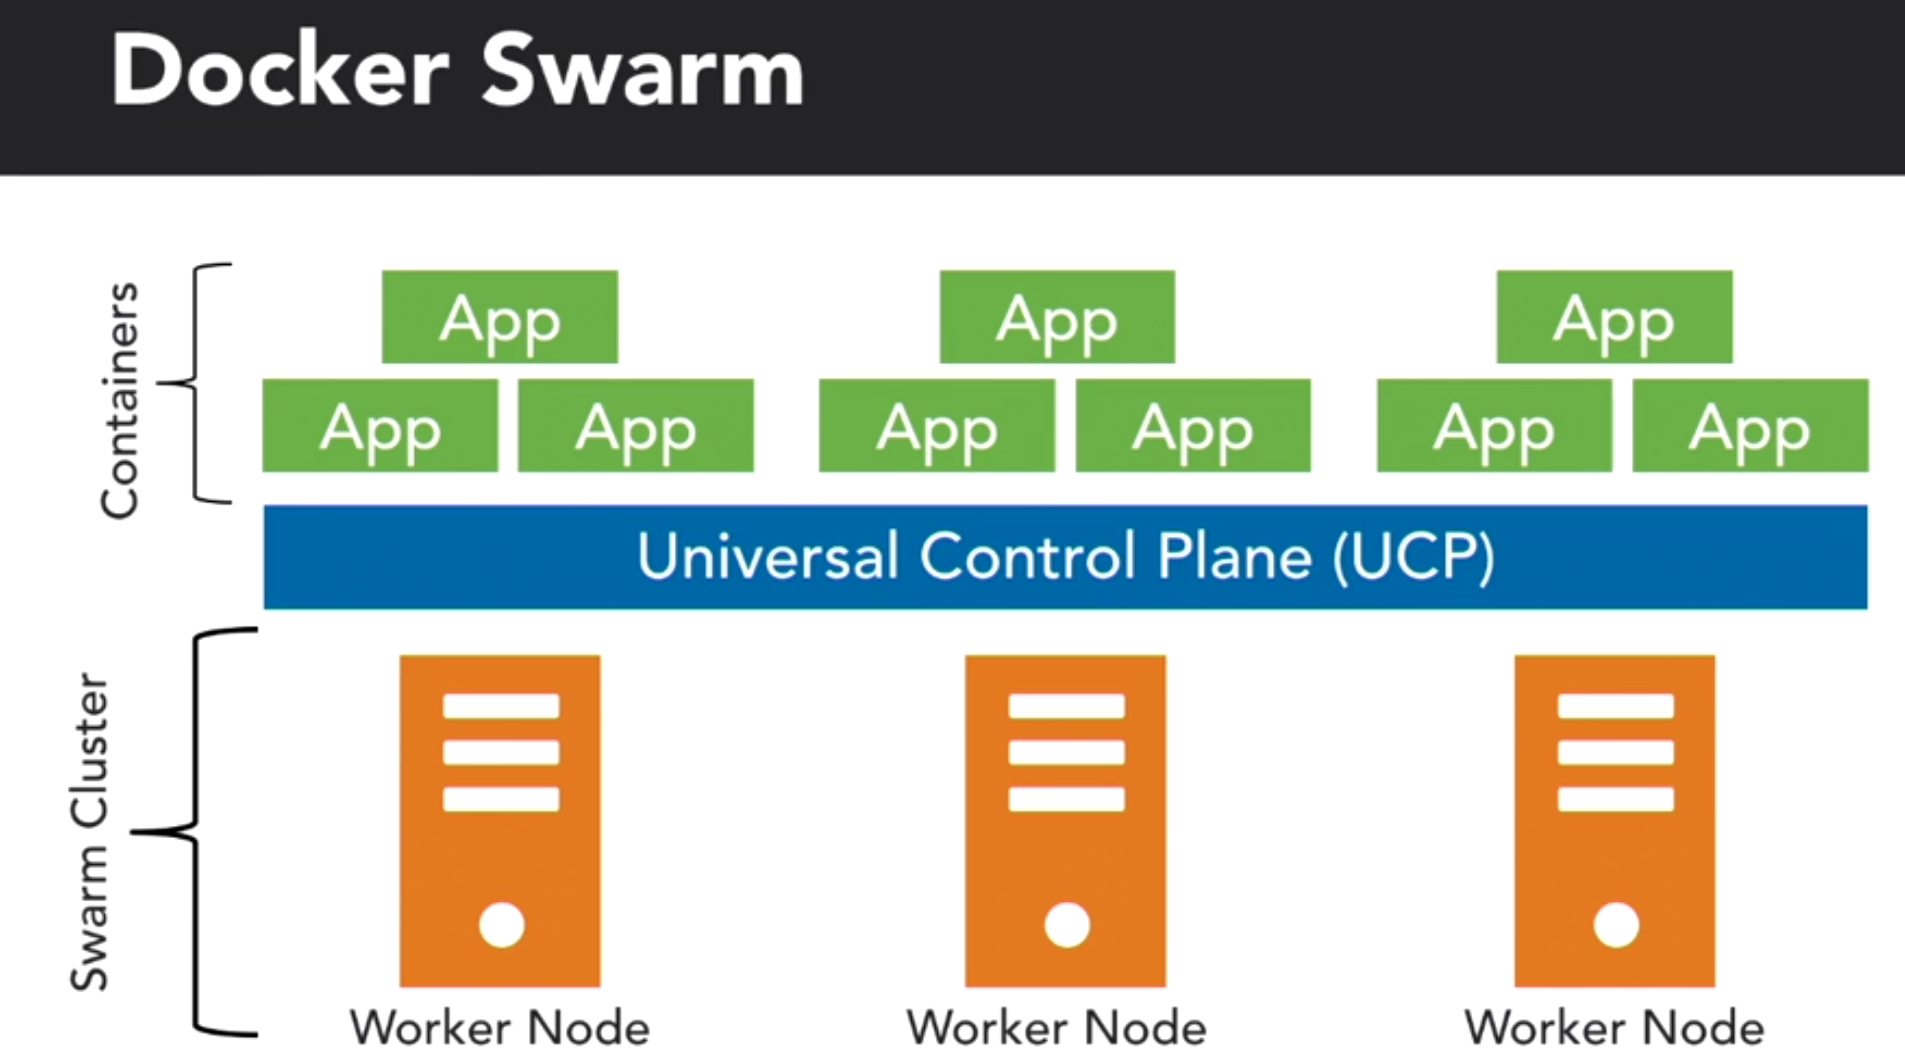 Docker Swarm
Containers
App App App
App App App App App App
Universal Control Plane (UCP)
Swarm Cluster
Worker Node Worker Node Worker Node